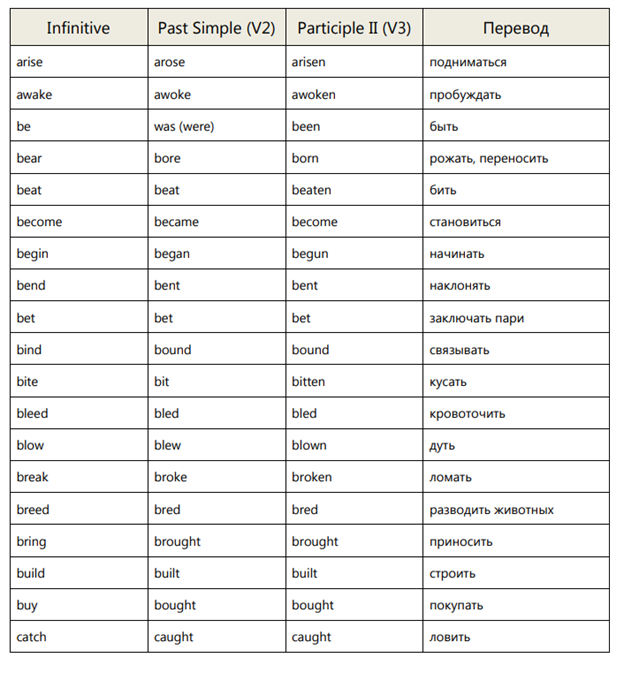 Infinitive Past Simple (V2) Participle II (V3) Перевод
arise arose arisen подниматься
awake awoke awoken пробуждать
be was (were) been быть
bear bore born рожать, переносить
beat beat beaten бить
become became become становиться
begin began begun начинать
bend bent bent наклонять
bet bet bet заключать пари
bind bound bound связывать
bite bit bitten кусать
bleed bled bled кровоточить
blow blew blown дуть
break broke broken ломать
breed bred bred разводить животных
bring brought brought приносить
build built built строить
buy bought bought покупать
catch caught caught ловить